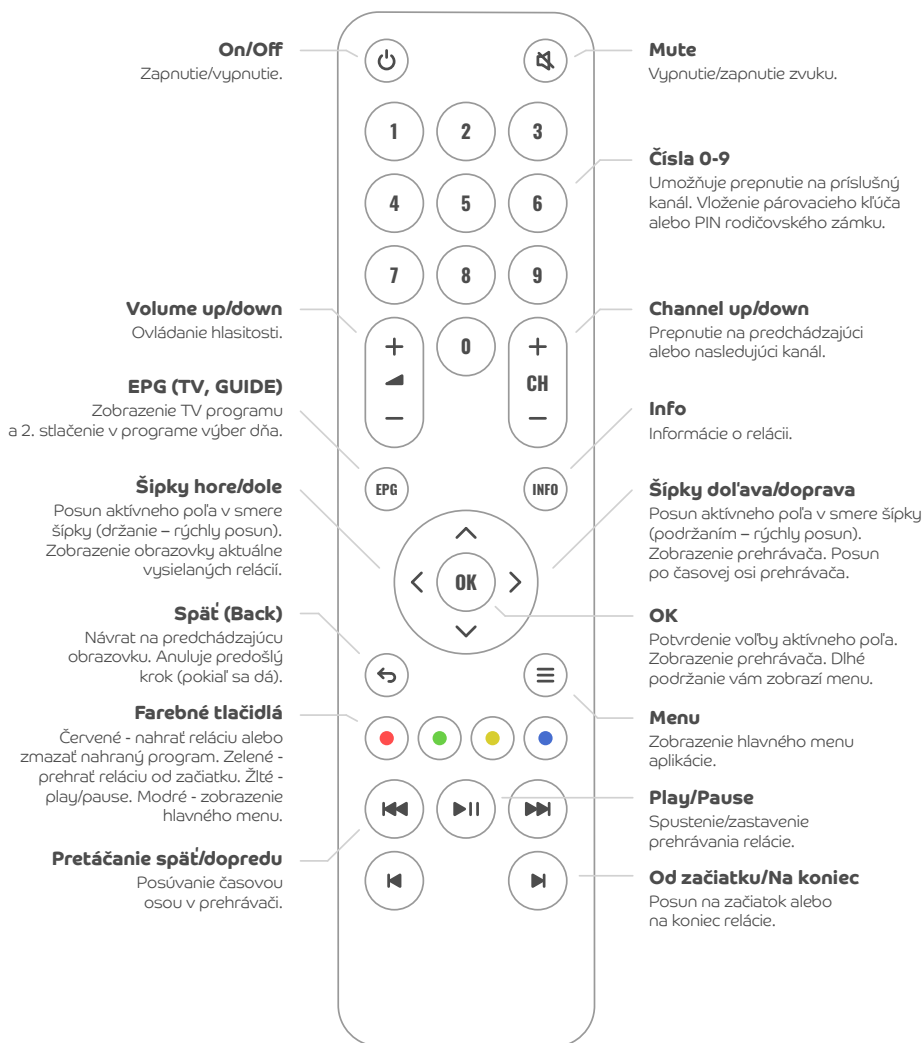 On/Off
Zapnutie/vypnutie.
Mute
Vypnutie/zapnutie zvuku.
1
2
3
Čísla 0-9
Umožňuje prepnutie na príslušný
kanál. Vloženie párovacieho kľúča
alebo PIN rodičovského zámku.
4
5
6
7
8
9
Volume up/down
Ovládanie hlasitosti.
0
CH
Channel up/down
Prepnutie na predchádzajúci
alebo nasledujúci kanál.
EPG (TV, GUIDE)
Zobrazenie TV programu
a 2. stlačenie v programe výber dňa.
Info
Informácie o relácii.
EPG
INFO
Šípky hore/dole
Posun aktívneho poľa v smere
šípky (držanie – rýchly posun).
Zobrazenie obrazovky aktuálne
vysielaných relácií.
OK
Šípky doľava/doprava
Posun aktívneho poľa v smere šípky
(podržaním – rýchly posun).
Zobrazenie prehrávača. Posun
po časovej osi prehrávača.
Späť (Back)
Návrat na predchádzajúcu
obrazovku. Anuluje predošlý
krok (pokiaľ sa dá).
OK
Potvrdenie voľby aktívneho poľa.
Zobrazenie prehrávača. Dlhé
podržanie vám zobrazí menu.
Farebné tlačidlá
Červené - nahrať reláciu alebo
zmazať nahraný program. Zelené -
prehrať reláciu od začiatku. Žlté -
play/pause. Modré - zobrazenie
hlavného menu.
Menu
Zobrazenie hlavného menu
aplikácie.
Play/Pause
Spustenie/zastavenie
prehrávania relácie.
Pretáčanie späť/dopredu
Posúvanie časovou
osou v prehrávači.
Od začiatku/Na koniec
Posun na začiatok alebo
na koniec relácie.